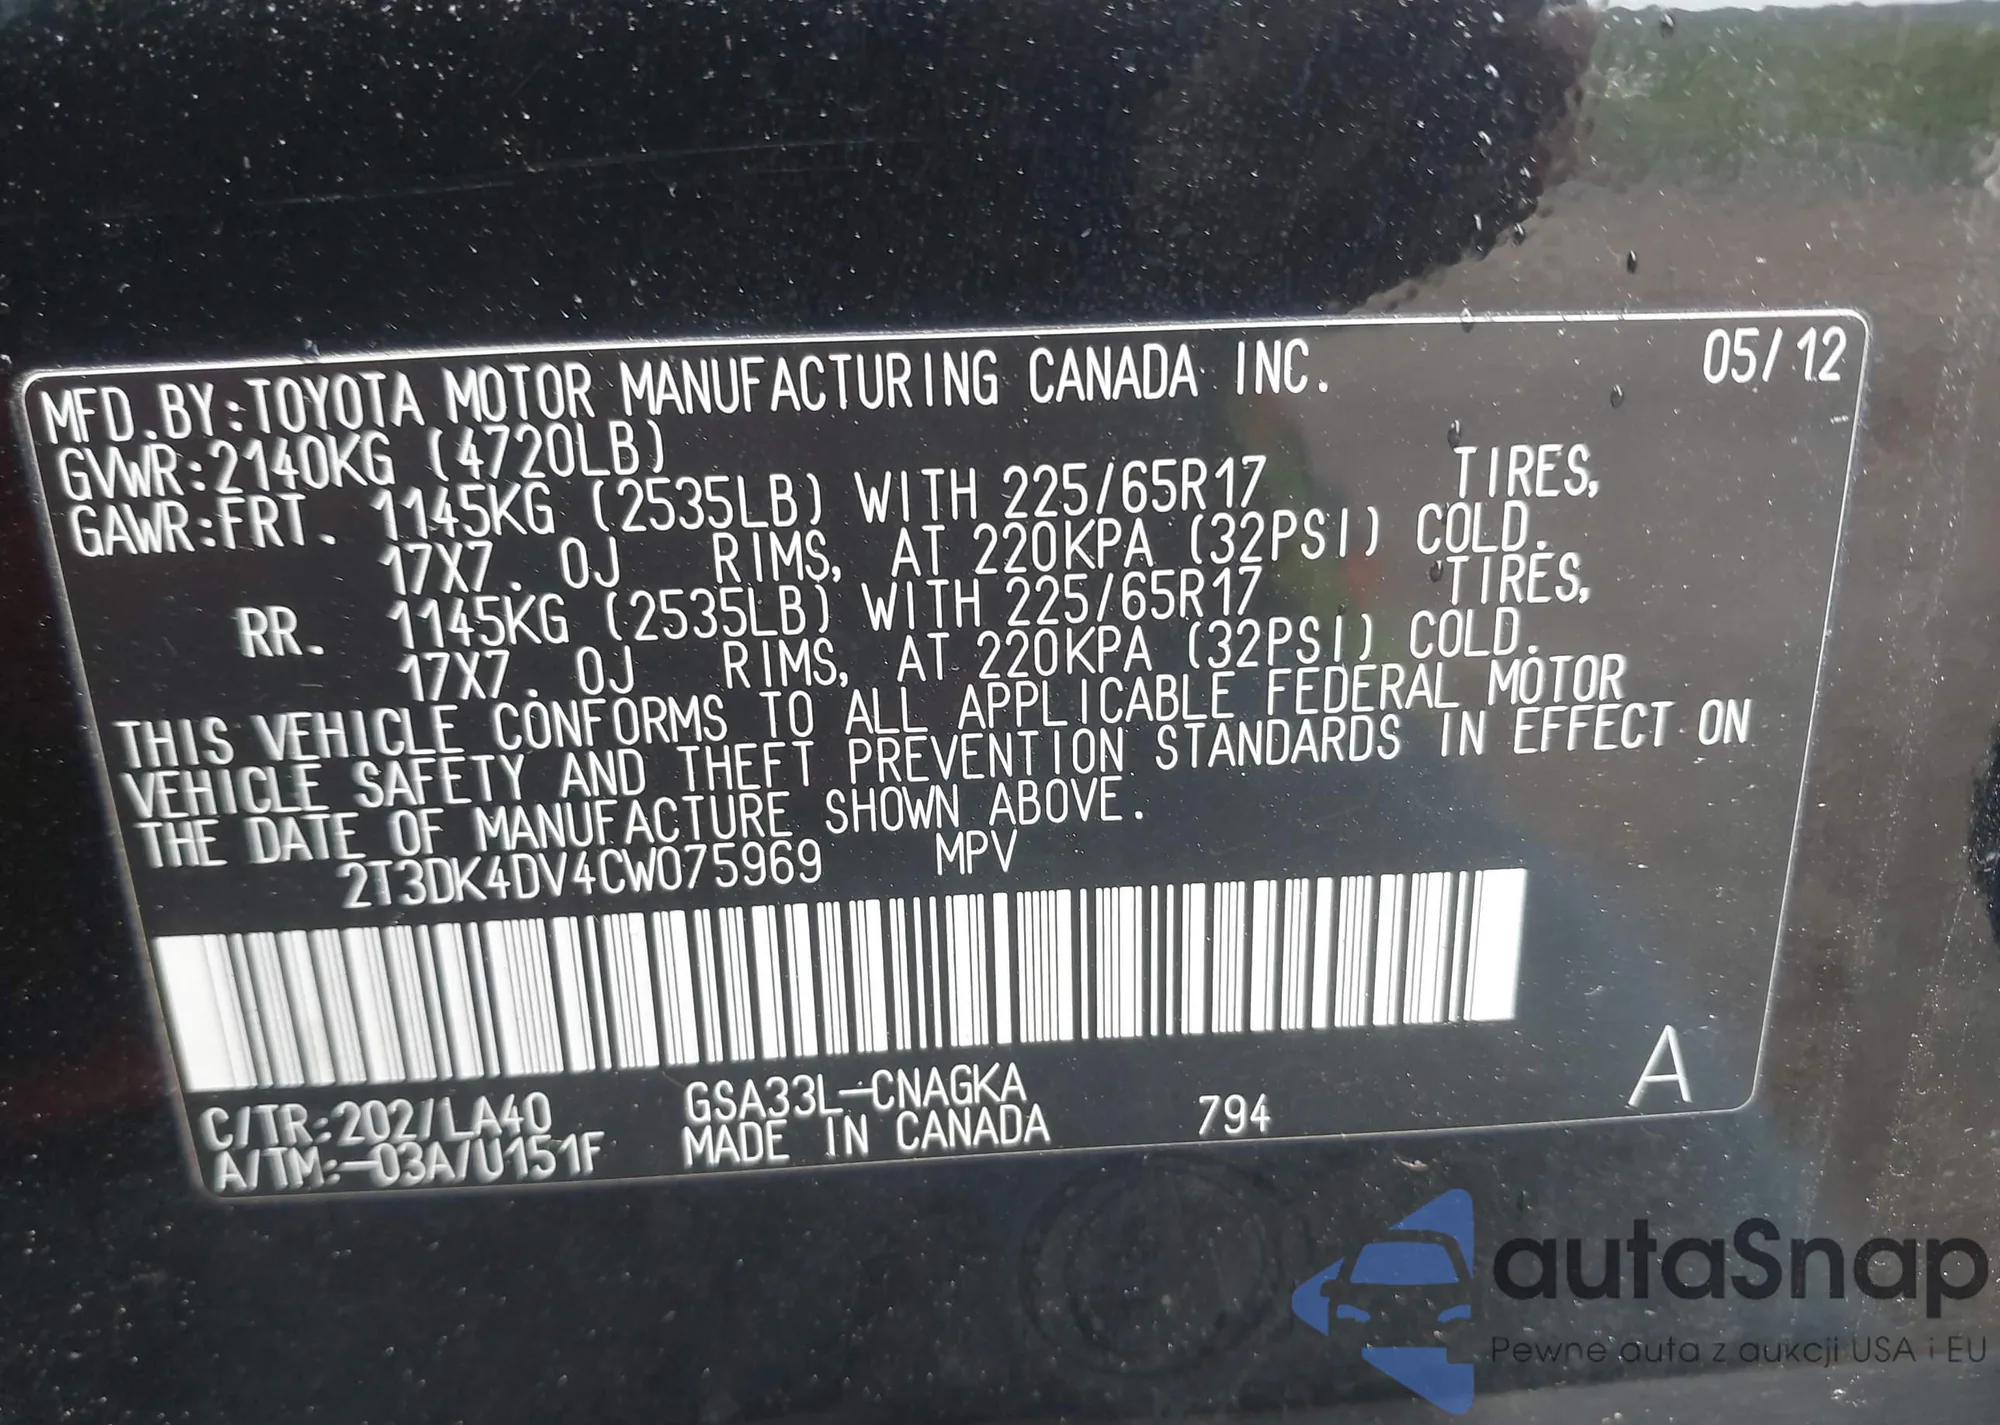 MFD.BY:TOYOTA MOTOR MANUFACTURING CANADA INC. 05/12
GVWR:2140KG (4720LB)
GAWR:FRT. 1145KG (2535LB) WITH 225/65R17 TIRES,
17X7.0J RIMS, AT 220KPA (32PSI) COLD.
RR. 1145KG (2535LB) WITH 225/65R17 TIRES,
17X7.0J RIMS, AT 220KPA (32PSI) COLD.
THIS VEHICLE CONFORMS TO ALL APPLICABLE FEDERAL MOTOR
VEHICLE SAFETY AND THEFT PREVENTION STANDARDS IN EFFECT ON
THE DATE OF MANUFACTURE SHOWN ABOVE.
2T3DK4DV4CW075969 MPV
C/TR:202/LA40 GSA33L-CNAGKA
A/TM:-03A/U151F MADE IN CANADA 794 A
autaSnap
Pewne auta z aukcji USA i EU